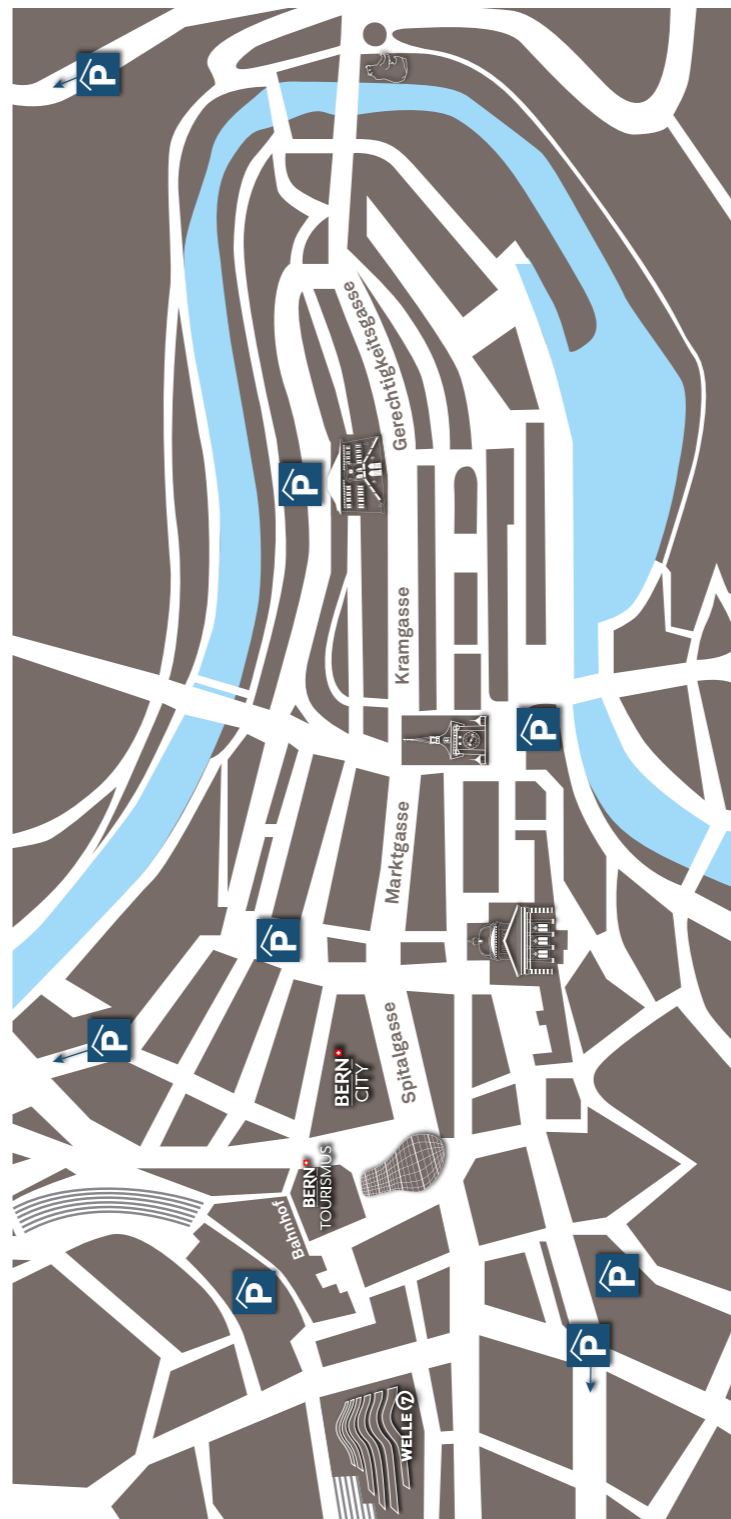 P
Gerechtigkeitsgasse
P
Kramgasse
P
Marktgasse
P
P
Spitalgasse
BERN
CITY
BERN
TOURISMUS
Bahnhof
P
P
P
WELLE 7